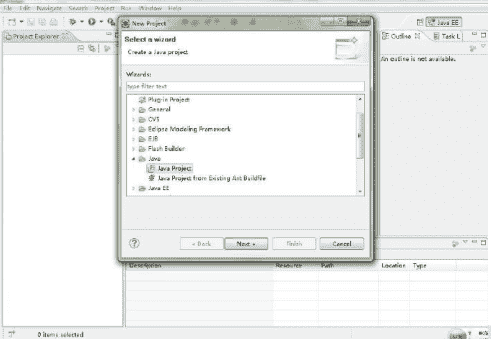 File Edit Navigate Search Project Run Window Help
New Project
Java EE
Project Explorer
Outline
Task L
An outline is not available.
Select a wizard
Create a Java project
Wizards:
type filter text
Plug-in Project
General
CVS
Eclipse Modeling Framework
EJB
Flash Builder
Java
Java Project
Java Project from Existing Ant Buildfile
Java EE
< Back
Next >
Finish
Cancel
Description
Resource
Path
Location
Type
0 items selected